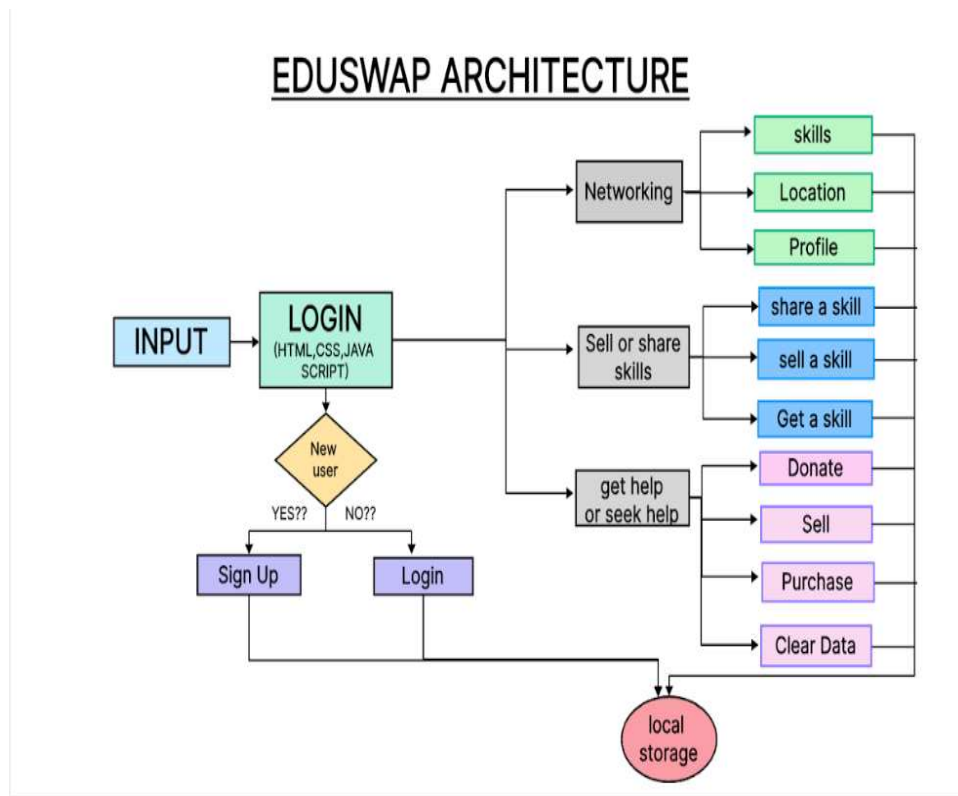 EDUSWAP ARCHITECTURE
INPUT
LOGIN
(HTML,CSS,JAVA
SCRIPT)
New
user
YES??
NO??
Sign Up
Login
Networking
Sell or share
skills
get help
or seek help
skills
Location
Profile
share a skill
sell a skill
Get a skill
Donate
Sell
Purchase
Clear Data
local
storage